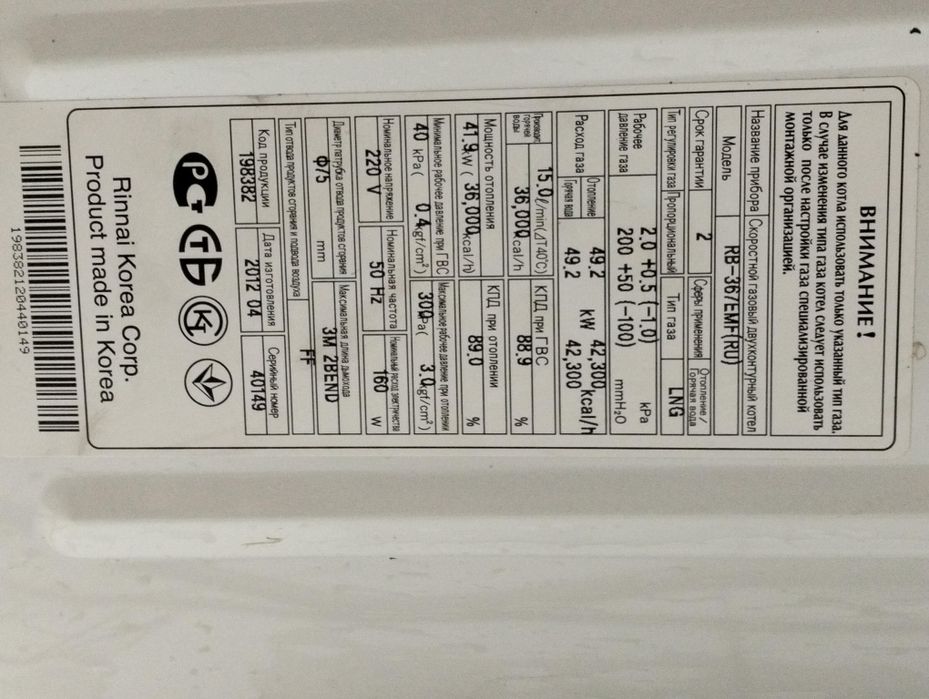 ВНИМАНИЕ !
Для данного котла использовать только указанный тип газа.
В случае изменения типа газа котел следует использовать
только после настройки газа специализированной
монтажной организацией.
Название прибора Скоростной газовый двухконтурный котел
Модель RB-367EMF(RU)
Срок гарантии 2 Сферы применения Отопление / Горячая вода
Тип регулировки газа Пропорциональный Тип газа LNG
Рабочее давление газа 2.0 +0.5 (-1.0) kPa
200 +50 (-100) mmH₂O
Расход газа Отопление 49.2 kW 42,300 kcal/h
Горячая вода 49.2 42,300
горячей воды 15.0 ℓ/min(ΔT40℃) КПД при ГВС 88.9 %
36,000 cal/h
Мощность отопления КПД при отоплении
41.9 w ( 36,000 kcal/h) 89.0 %
Минимальное рабочее давление при ГВС Максимальное рабочее давление при отоплении
40 kPa( 0.4 kgf/cm²) 300 Pa( 3.0 kgf/cm²)
Номинальное напряжение Номинальная частота Номинальный расход электричества
220 V 50 Hz 160 W
Диаметр патрубка отвода продуктов сгорания Максимальная длина дымохода
Φ75 mm 3M 2BEND
Тип отвода продуктов сгорания и подвода воздуха
FF
Код продукции Дата изготовления Серийный номер
198382 2012 04 40149
РСТ СТБ
Rinnai Korea Corp.
Product made in Korea
198382120440149